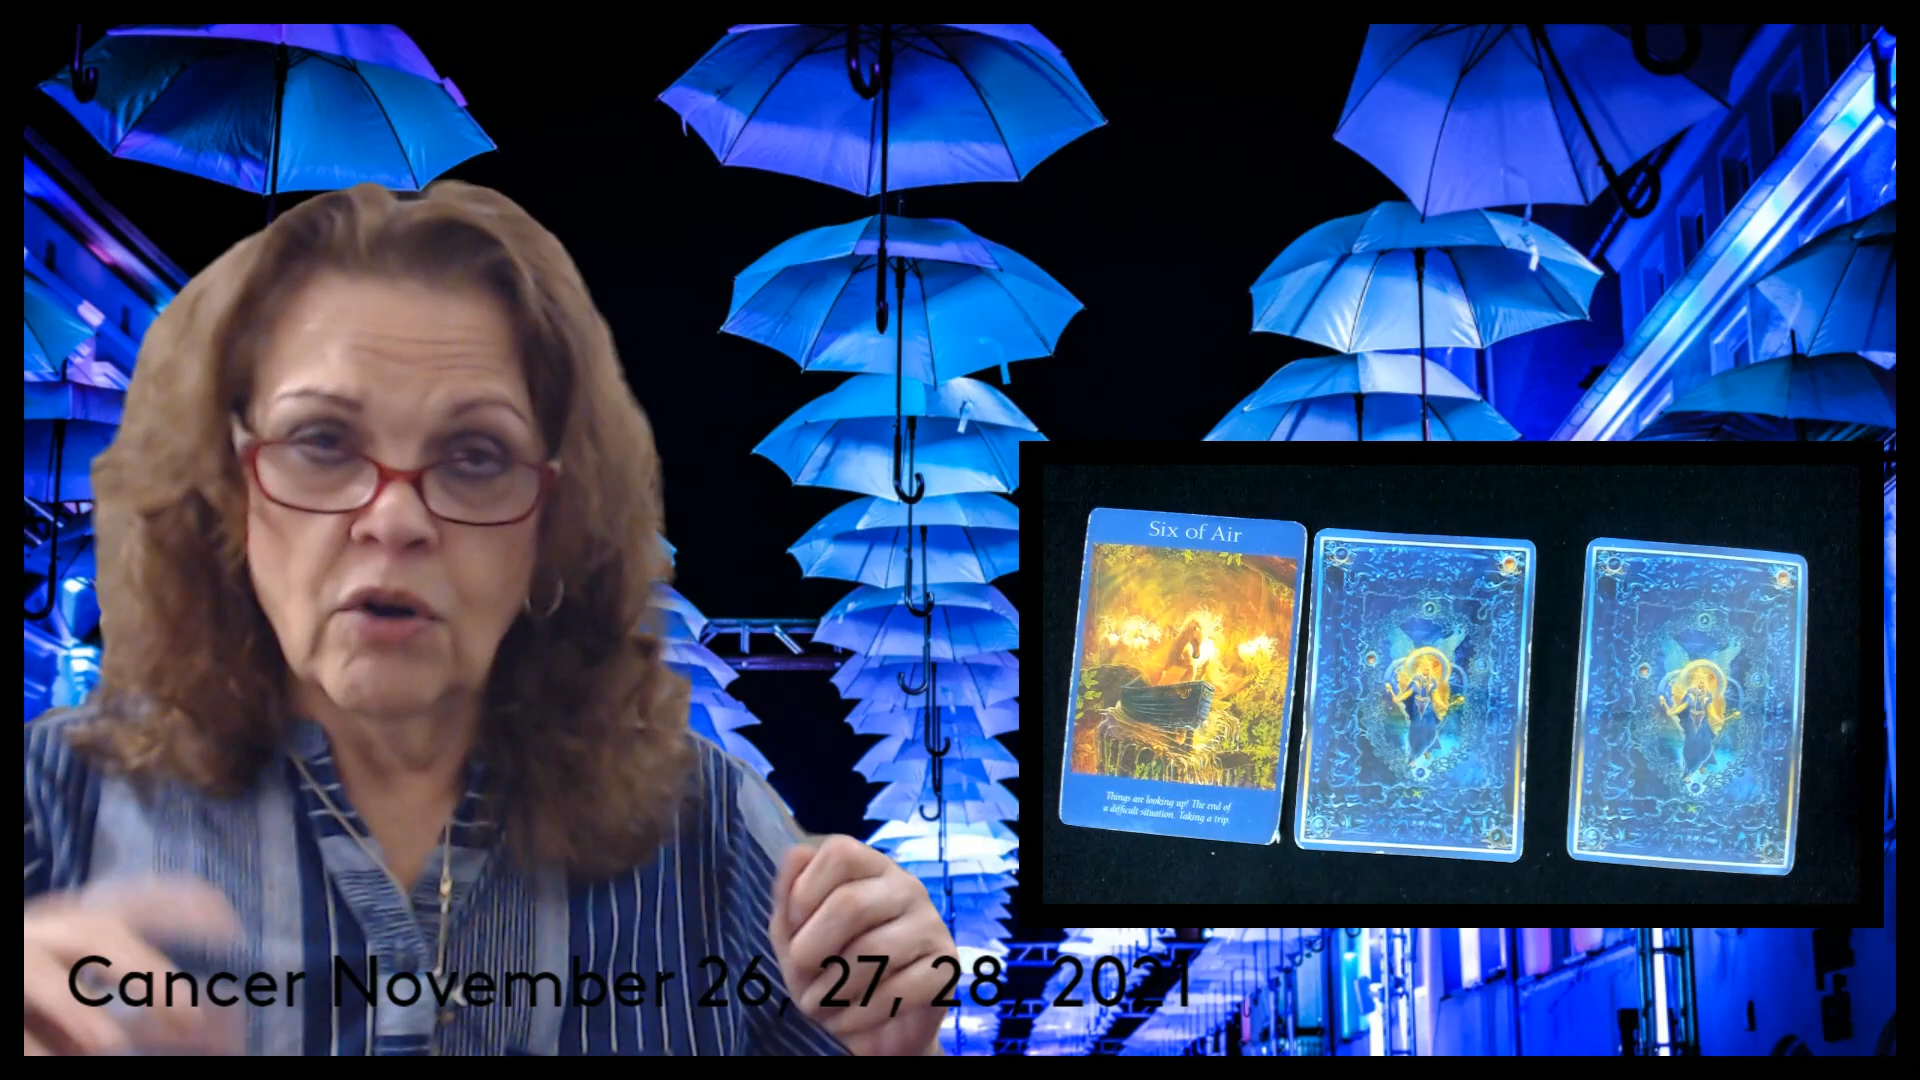 Six of Air
Things are looking up! The end of
a difficult situation. Taking a trip.
Cancer November 26, 27, 28, 2021